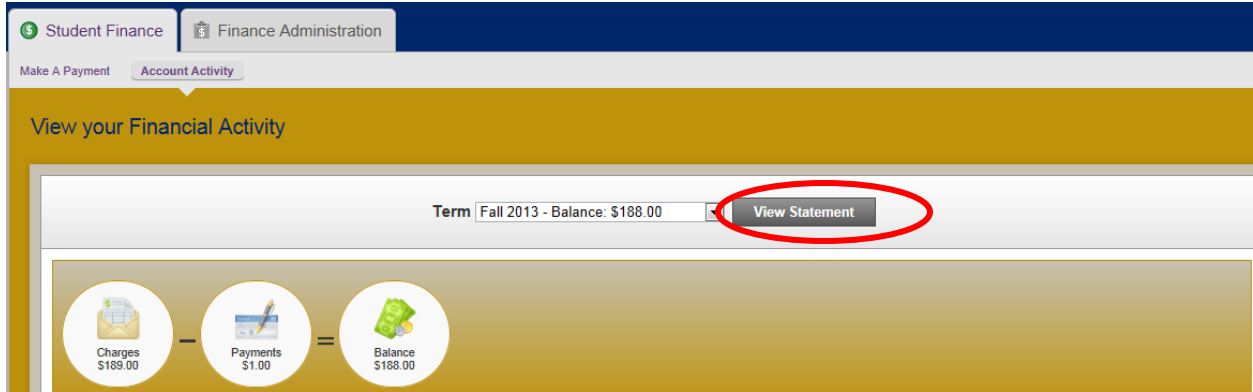 Student Finance Finance Administration
Make A Payment Account Activity
View your Financial Activity
Term Fall 2013 - Balance: $188.00 View Statement
Charges
$189.00
–
Payments
$1.00
=
Balance
$188.00